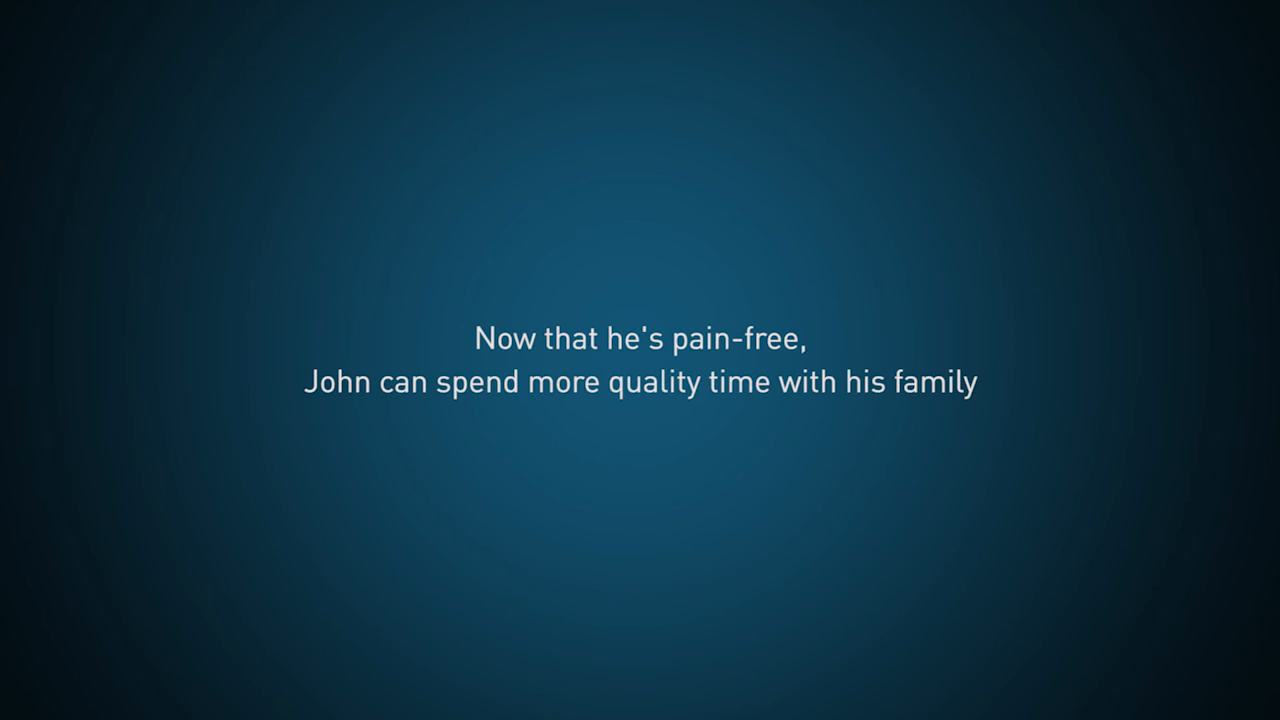 Now that he's pain-free,
John can spend more quality time with his family